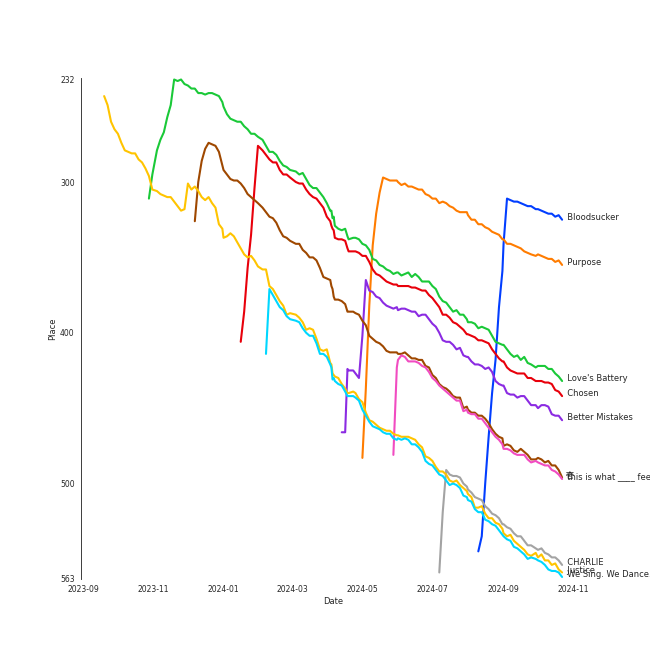 232
300
400
500
563
Place
2023-09
2023-11
2024-01
2024-03
2024-05
2024-07
2024-09
2024-11
Date
Bloodsucker
Purpose
Love's Battery
Chosen
Better Mistakes
this is what ____ fee
CHARLIE
Justice
We Sing. We Dance.